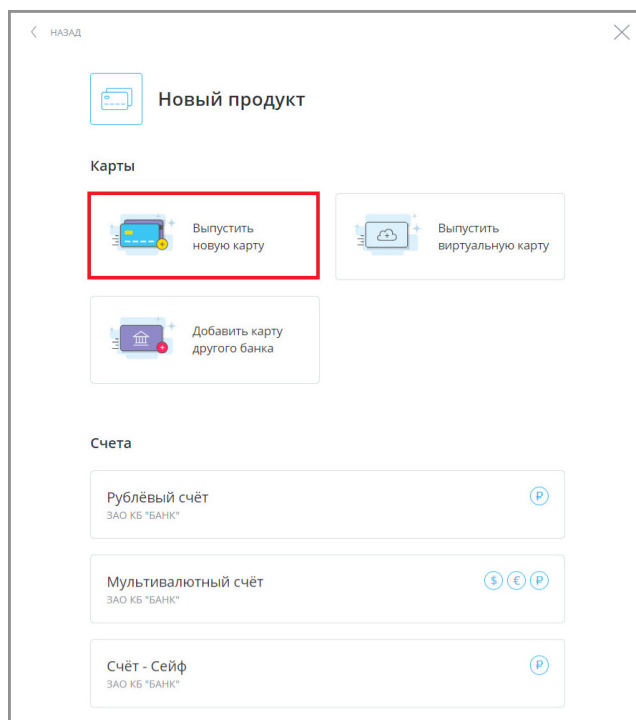 НАЗАД
Новый продукт
Карты
Выпустить
новую карту
Выпустить
виртуальную карту
Добавить карту
другого банка
Счета
Рублёвый счёт
ЗАО КБ "БАНК"
₽
Мультивалютный счёт
ЗАО КБ "БАНК"
$ € ₽
Счёт - Сейф
ЗАО КБ "БАНК"
₽